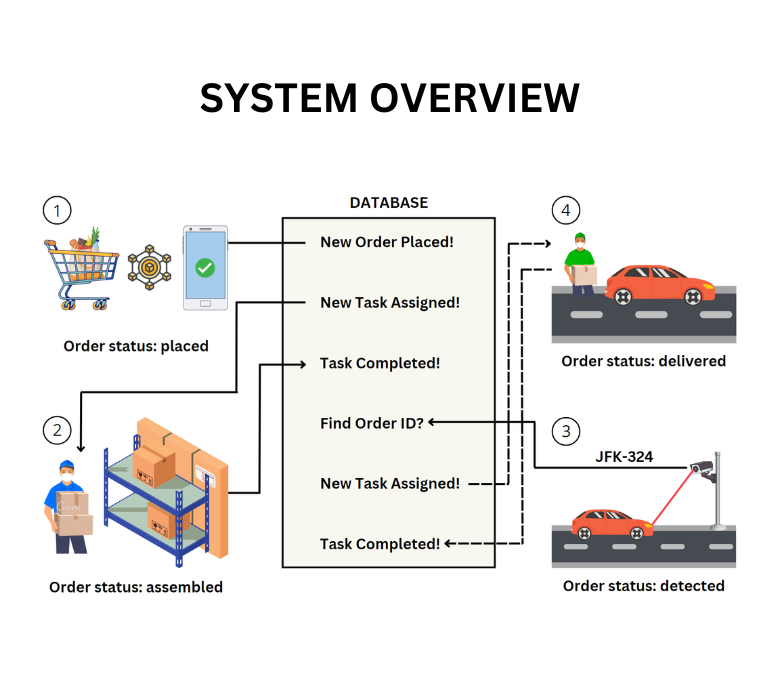 SYSTEM OVERVIEW
1
DATABASE
4
New Order Placed!
New Task Assigned!
Order status: placed
Task Completed!
Order status: delivered
2
Find Order ID?
3
JFK-324
New Task Assigned!
Canva
Task Completed!
Order status: assembled
Order status: detected